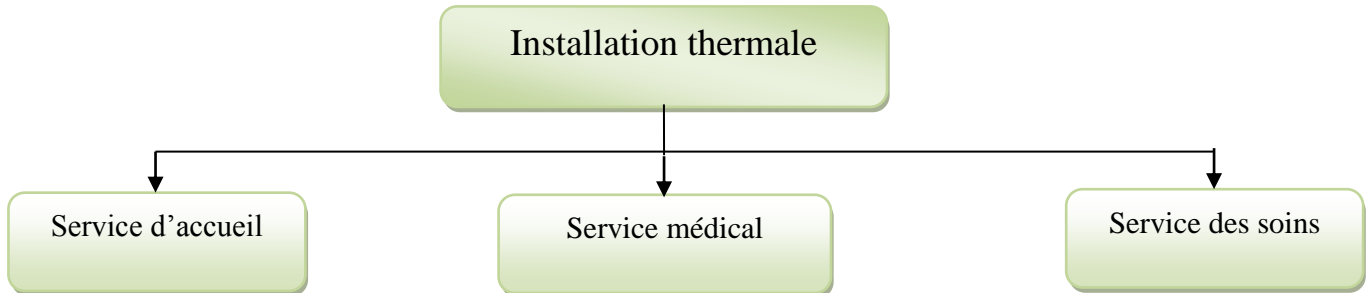 Installation thermale
Service d’accueil
Service médical
Service des soins